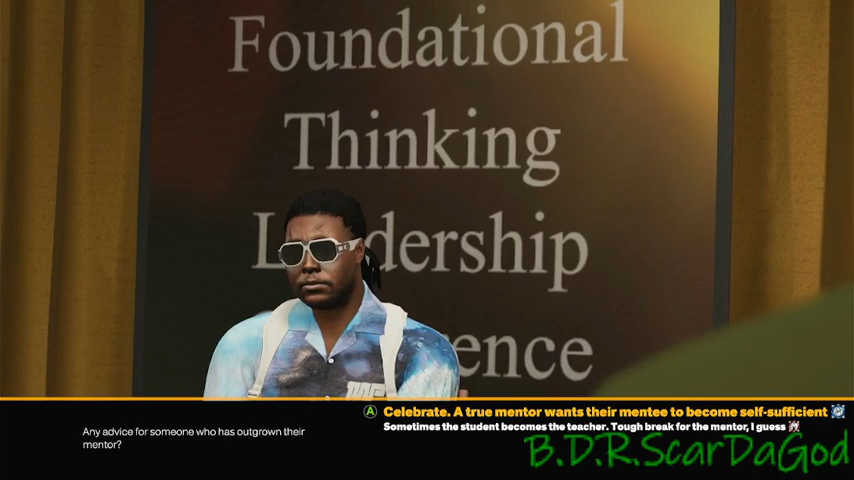 Foundational
Thinking
L dership
ence
Ⓐ Celebrate. A true mentor wants their mentee to become self-sufficient
Sometimes the student becomes the teacher. Tough break for the mentor, I guess
Any advice for someone who has outgrown their
mentor?
B.D.R.ScarDaGod